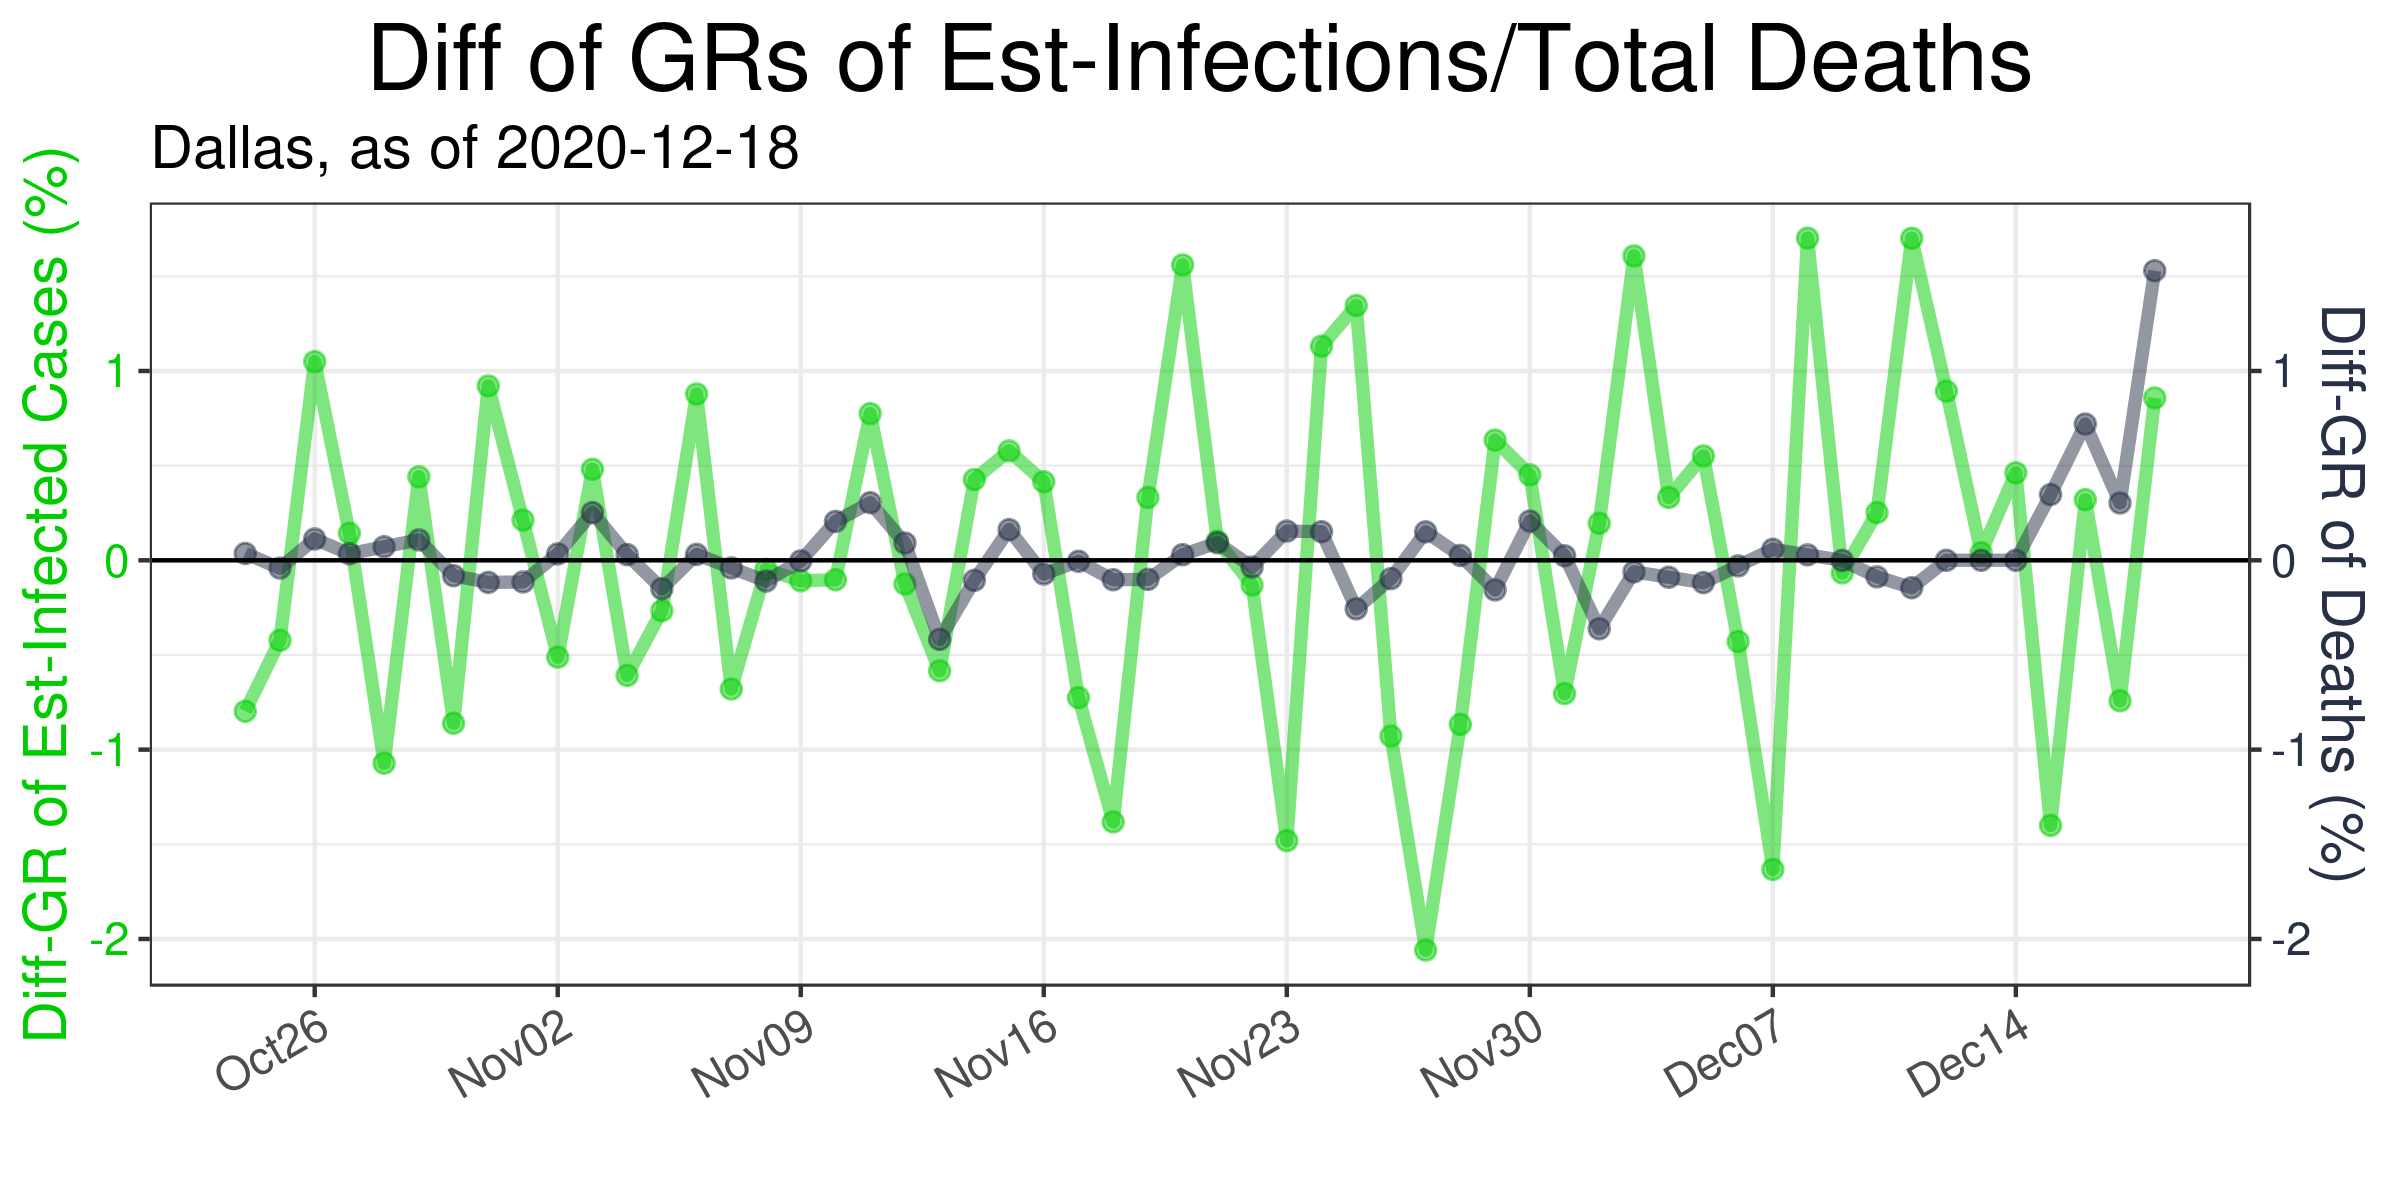 Diff of GRs of Est-Infections/Total Deaths
Dallas, as of 2020-12-18
Diff-GR of Est-Infected Cases (%)
1
0
-1
-2
1
0
-1
-2
Diff-GR of Deaths (%)
Oct26
Nov02
Nov09
Nov16
Nov23
Nov30
Dec07
Dec14